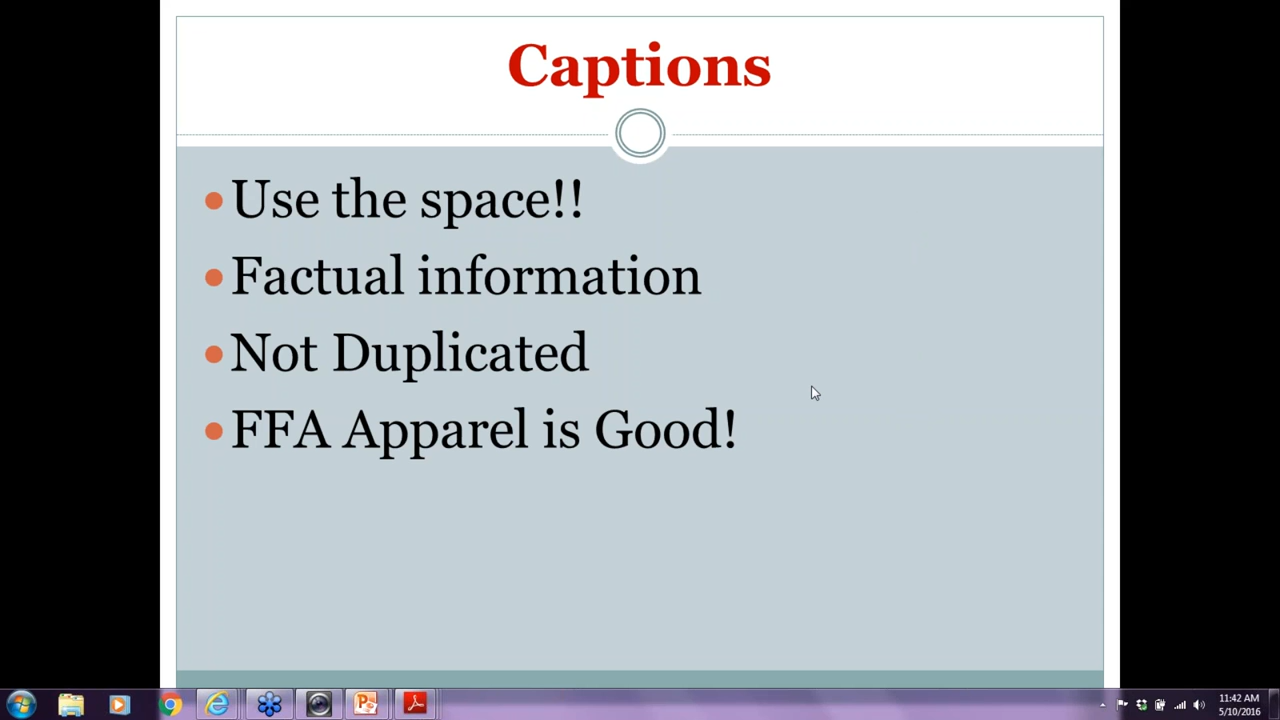 Captions
Use the space!!
Factual information
Not Duplicated
FFA Apparel is Good!
11:42 AM
5/10/2016